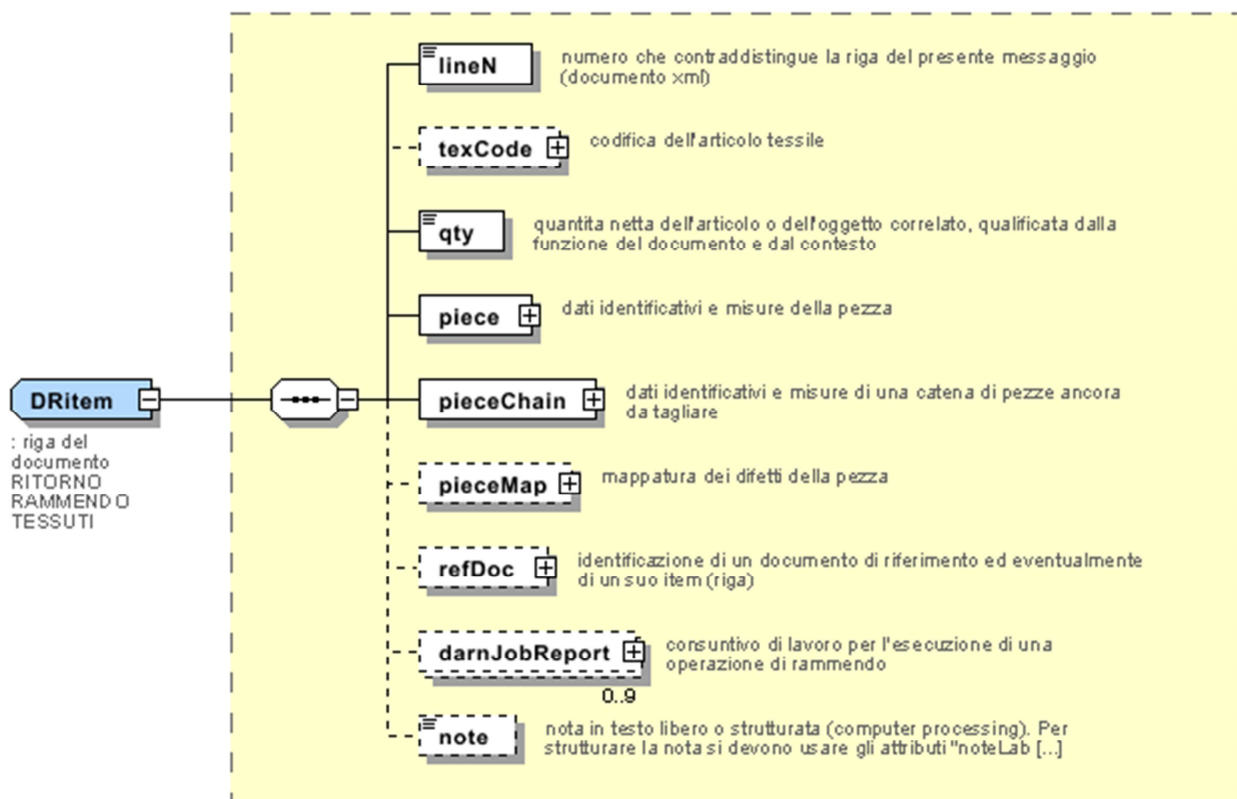 lineN
numero che contraddistingue la riga del presente messaggio
(documento xml)
texCode
codifica dell'articolo tessile
qty
quantita netta dell'articolo o dell'oggetto correlato, qualificata dalla
funzione del documento e dal contesto
piece
dati identificativi e misure della pezza
DRitem
: riga del
documento
RITORNO
RAMMENDO
TESSUTI
pieceChain
dati identificativi e misure di una catena di pezze ancora
da tagliare
pieceMap
mappatura dei difetti della pezza
refDoc
identificazione di un documento di riferimento ed eventualmente
di un suo item (riga)
darnJobReport
consuntivo di lavoro per l'esecuzione di una
operazione di rammendo
0..9
note
nota in testo libero o strutturata (computer processing). Per
strutturare la nota si devono usare gli attributi "noteLab [...]